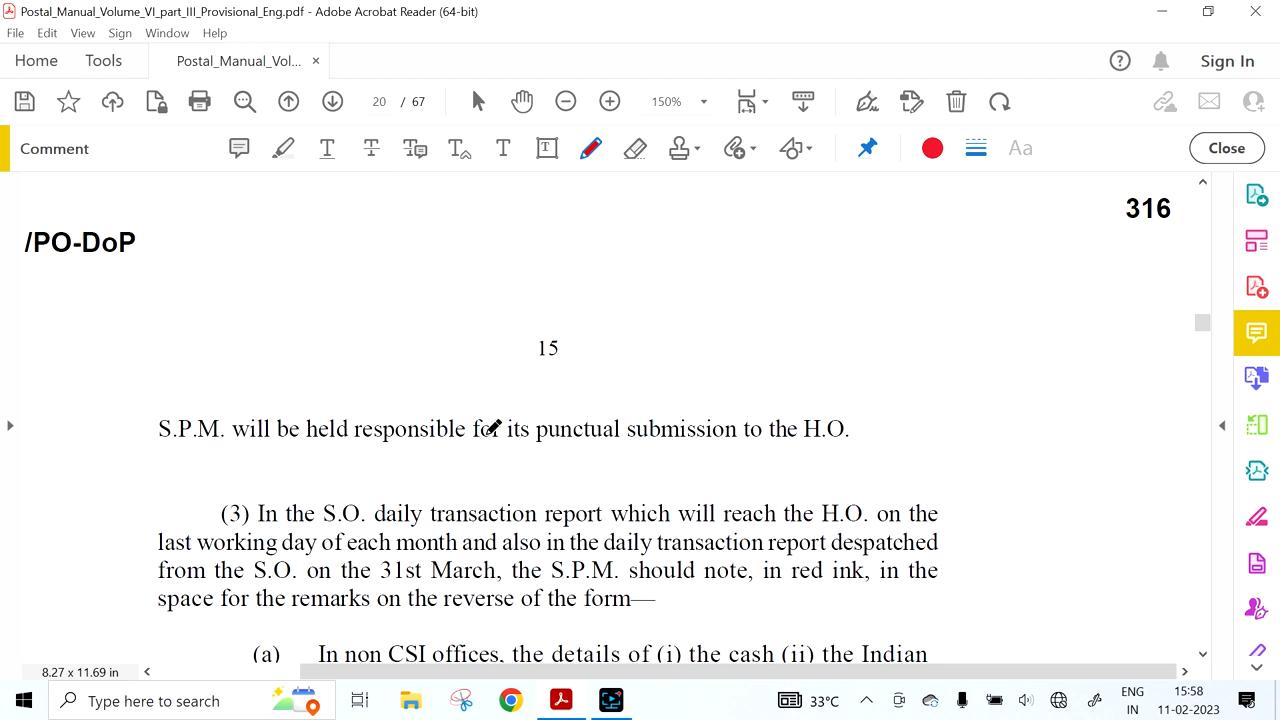 Postal_Manual_Volume_VI_part_III_Provisional_Eng.pdf - Adobe Acrobat Reader (64-bit)
File Edit View Sign Window Help
Home Tools Postal_Manual_Vol... × Sign In
20 / 67 150%
Comment Aa Close
316
/PO-DoP
15
S.P.M. will be held responsible for its punctual submission to the H.O.
(3) In the S.O. daily transaction report which will reach the H.O. on the
last working day of each month and also in the daily transaction report despatched
from the S.O. on the 31st March, the S.P.M. should note, in red ink, in the
space for the remarks on the reverse of the form—
(a) In non CSI offices, the details of (i) the cash (ii) the Indian
8.27 x 11.69 in
Type here to search 33°C ENG 15:58
IN 11-02-2023